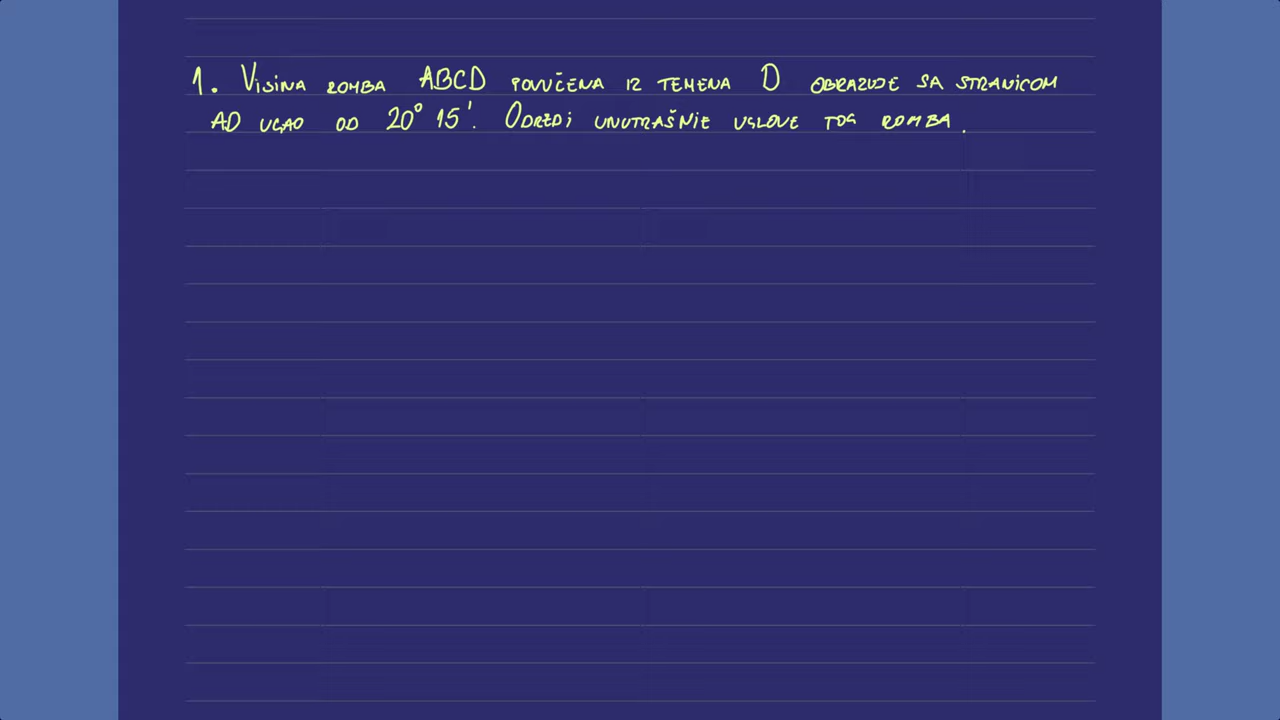 1. Visina romba ABCD povučena iz temena D obrazuje sa stranicom
AD ugao od 20° 15'. Odredi unutrašnje uglove tog romba.